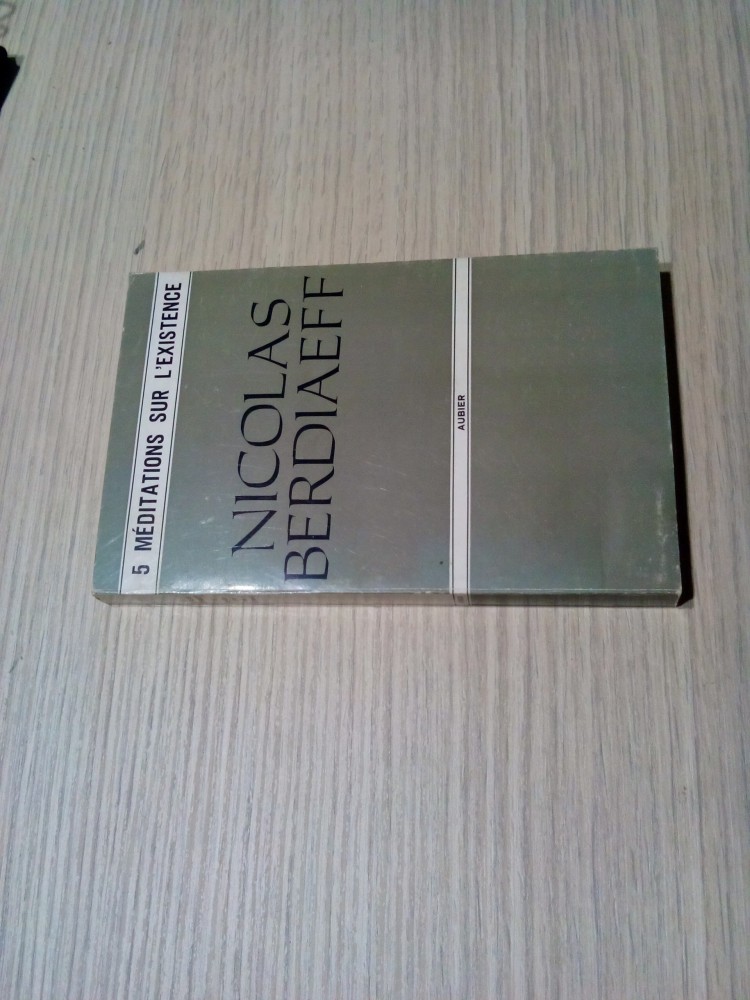 5 MÉDITATIONS SUR L'EXISTENCE
NICOLAS
BERDIAEFF
AUBIER